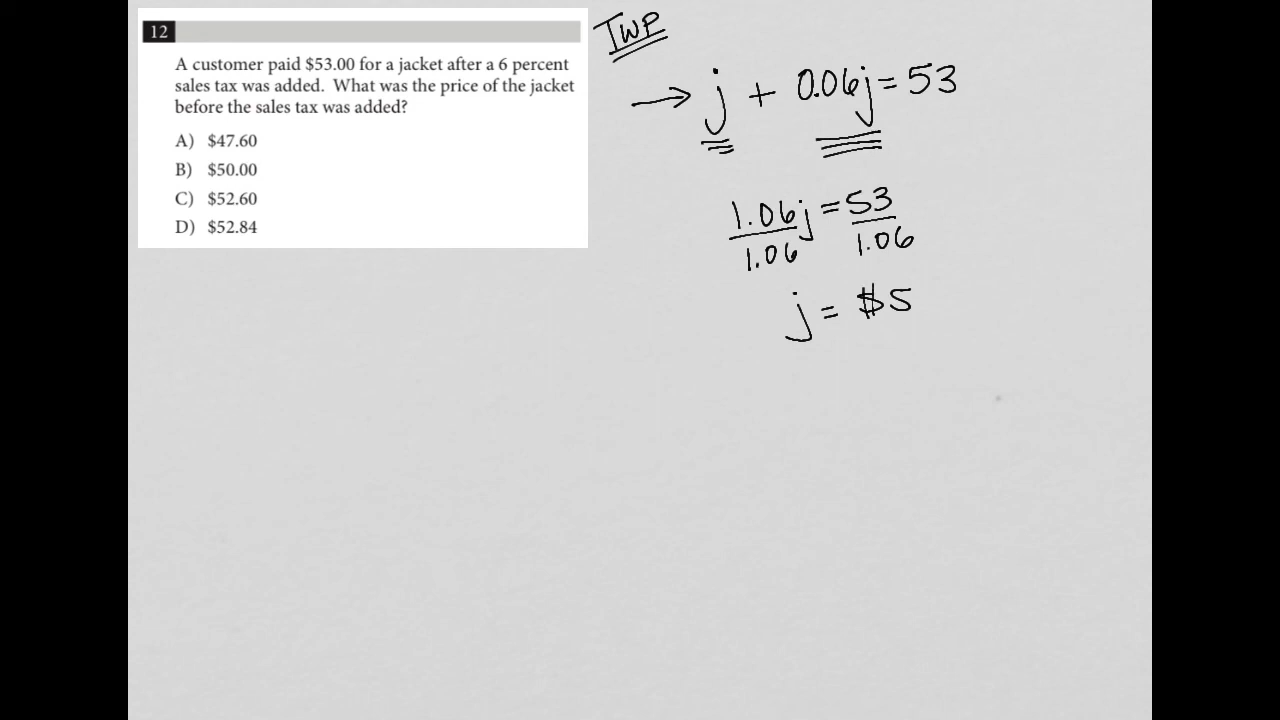 12
A customer paid $53.00 for a jacket after a 6 percent
sales tax was added. What was the price of the jacket
before the sales tax was added?
A) $47.60
B) $50.00
C) $52.60
D) $52.84
TWP
→ j + 0.06j = 53
1.06j = 53
1.06 1.06
j = $5